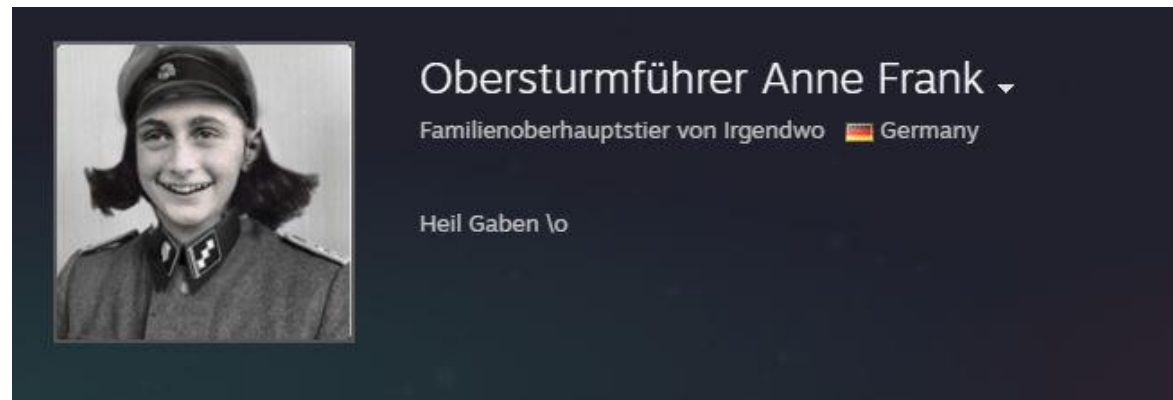 Obersturmführer Anne Frank
Familienoberhauptstier von Irgendwo Germany
Heil Gaben \o